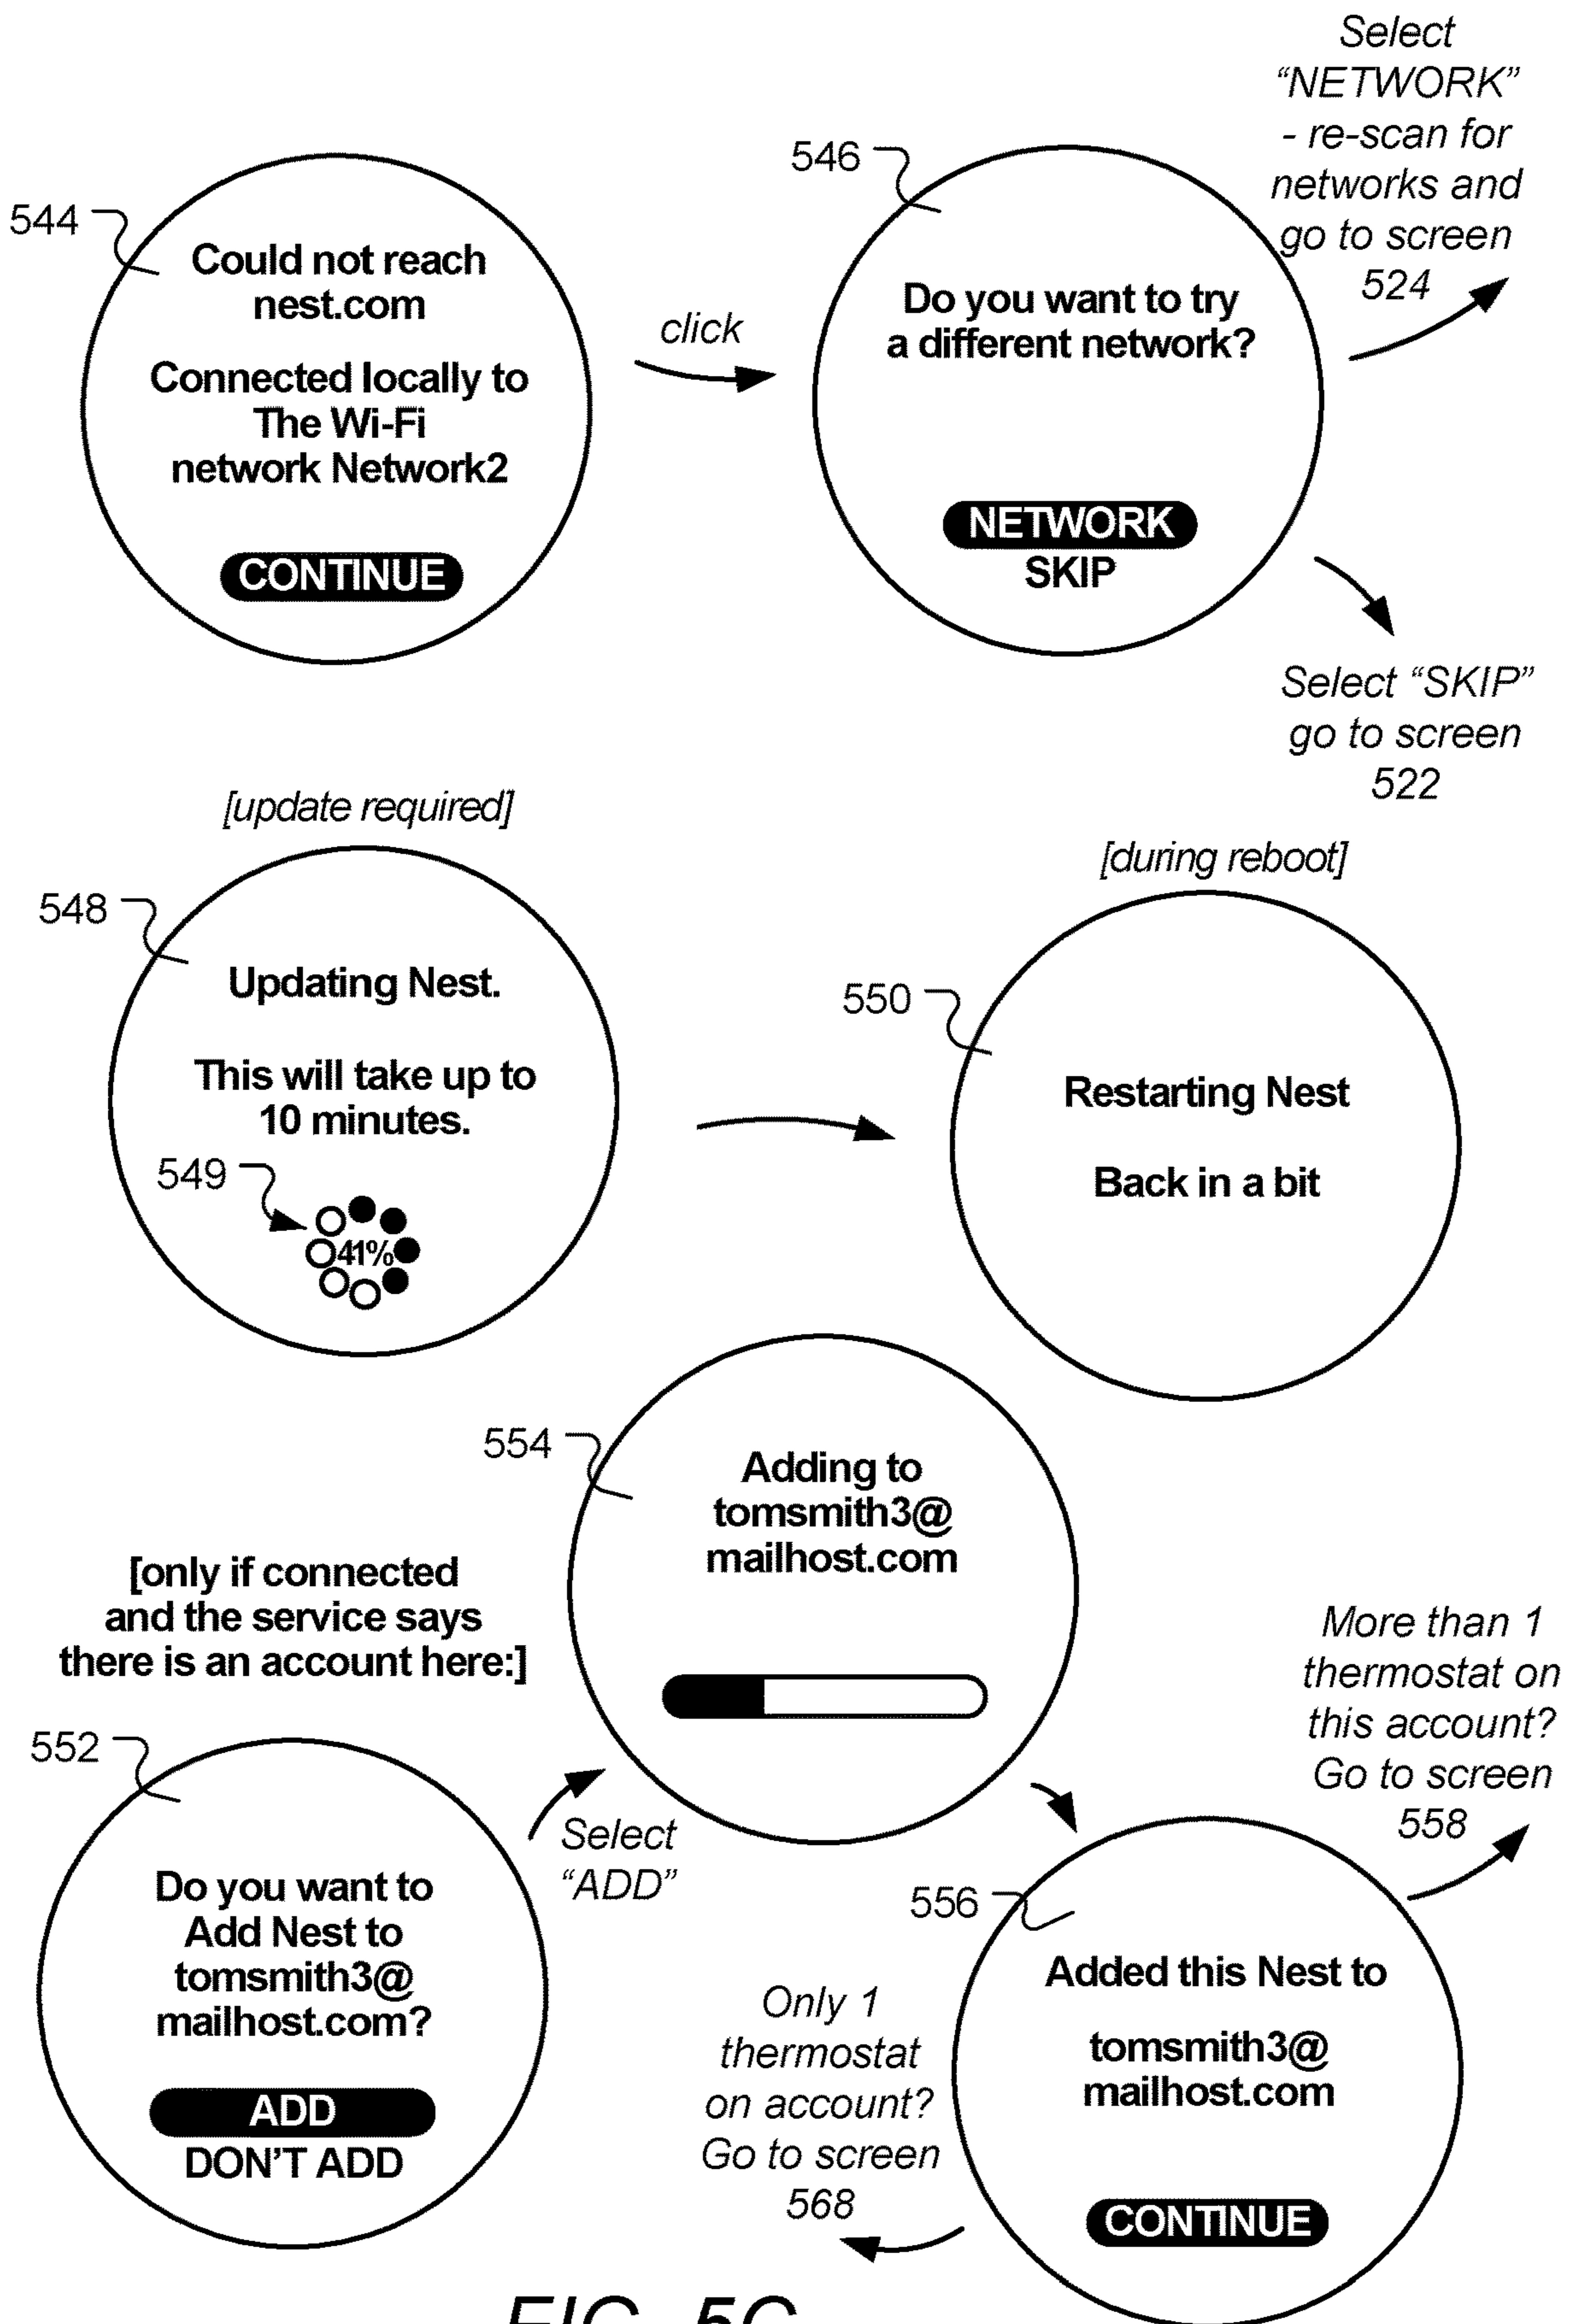 Select
“NETWORK”
- re-scan for
networks and
go to screen
524
544
Could not reach
nest.com
Connected locally to
The Wi-Fi
network Network2
CONTINUE
click
546
Do you want to try
a different network?
NETWORK
SKIP
Select “SKIP”
go to screen
522
[update required]
548
Updating Nest.
This will take up to
10 minutes.
549
41%
[during reboot]
550
Restarting Nest
Back in a bit
554
Adding to
tomsmith3@
mailhost.com
[only if connected
and the service says
there is an account here:]
552
Do you want to
Add Nest to
tomsmith3@
mailhost.com?
ADD
DON’T ADD
Select
“ADD”
More than 1
thermostat on
this account?
Go to screen
558
556
Added this Nest to
tomsmith3@
mailhost.com
CONTINUE
Only 1
thermostat
on account?
Go to screen
568
FIG. 5C